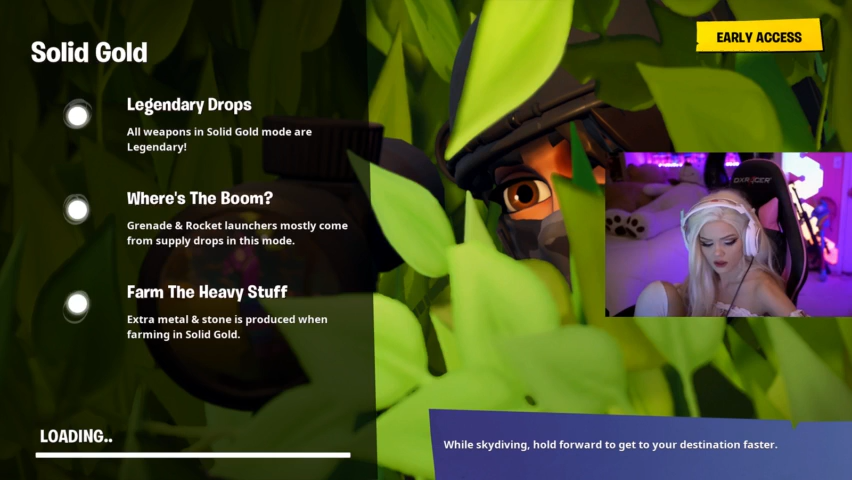 Solid Gold
EARLY ACCESS
Legendary Drops
All weapons in Solid Gold mode are
Legendary!
Where's The Boom?
Grenade & Rocket launchers mostly come
from supply drops in this mode.
Farm The Heavy Stuff
Extra metal & stone is produced when
farming in Solid Gold.
DXRACER
LOADING..
While skydiving, hold forward to get to your destination faster.